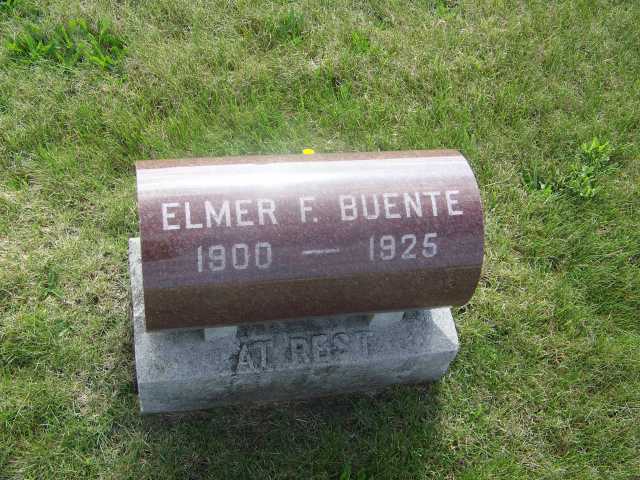 ELMER F. BUENTE
1900 — 1925
AT REST